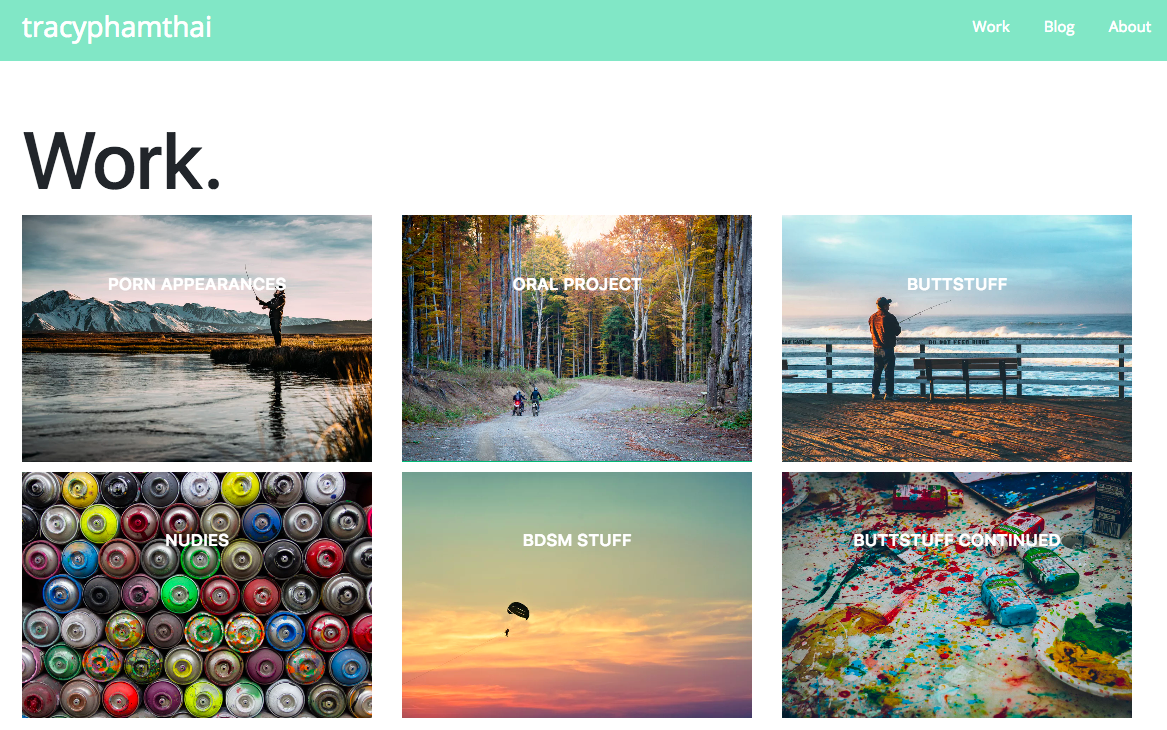 tracyphamthai
Work Blog About
Work.
PORN APPEARANCES
ORAL PROJECT
BUTTSTUFF
DO NOT FEED BIRDS
NUDIES
BDSM STUFF
BUTTSTUFF CONTINUED